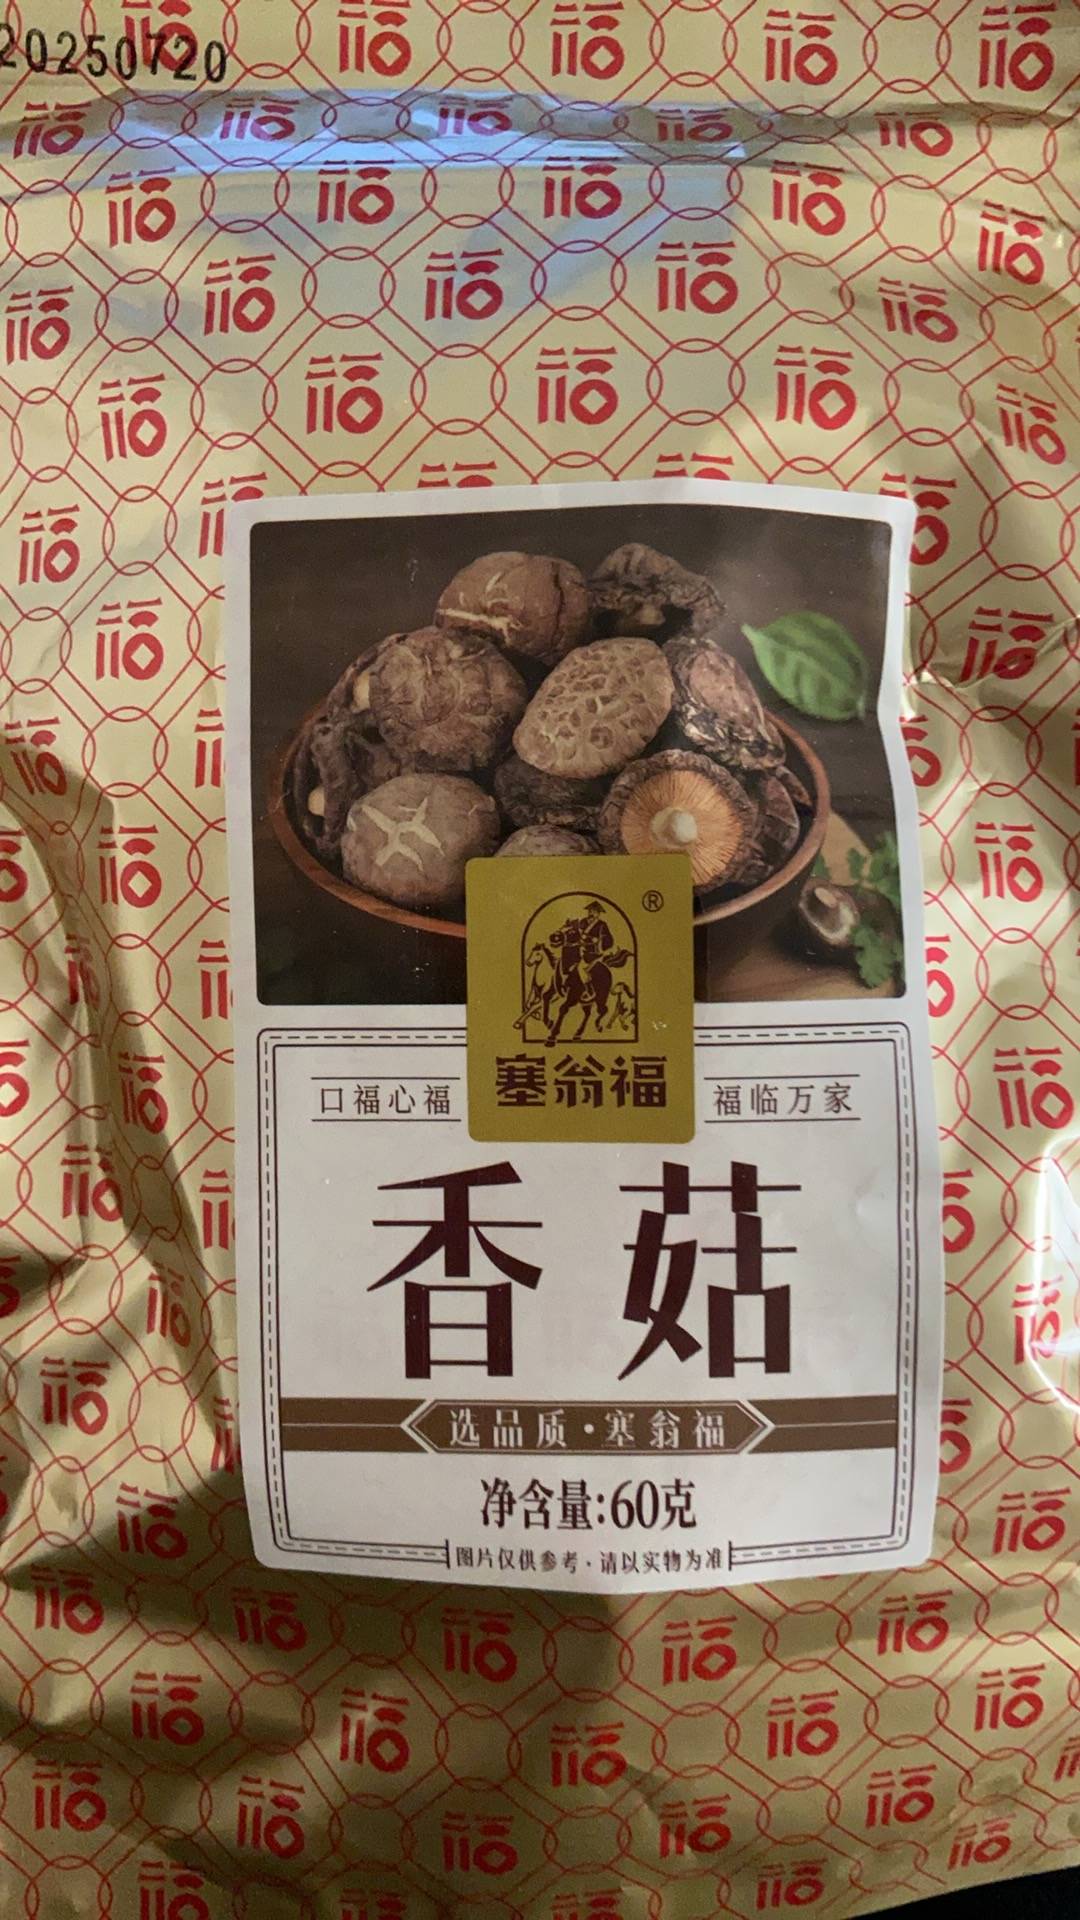 20250720
®
塞翁福
口福心福
福临万家
香菇
选品质·塞翁福
净含量:60克
图片仅供参考,请以实物为准